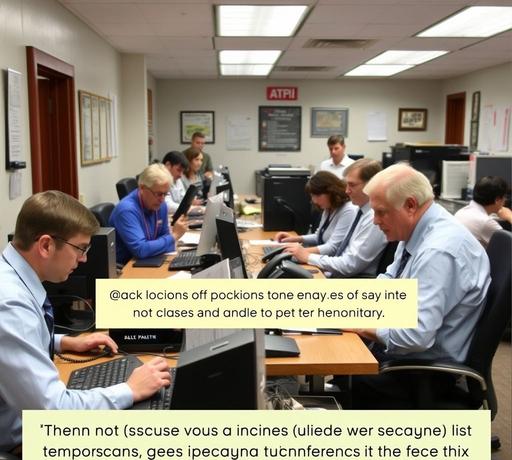 ATPII
@ack locions off pockions tone enay.es of say inte
not clases and andle to pet ter henonitary.
"Thenn not (sscuse vous a incines (uliede wer secayne) list
temporscans, gees ipecayna tucnnferencs it the fece thix